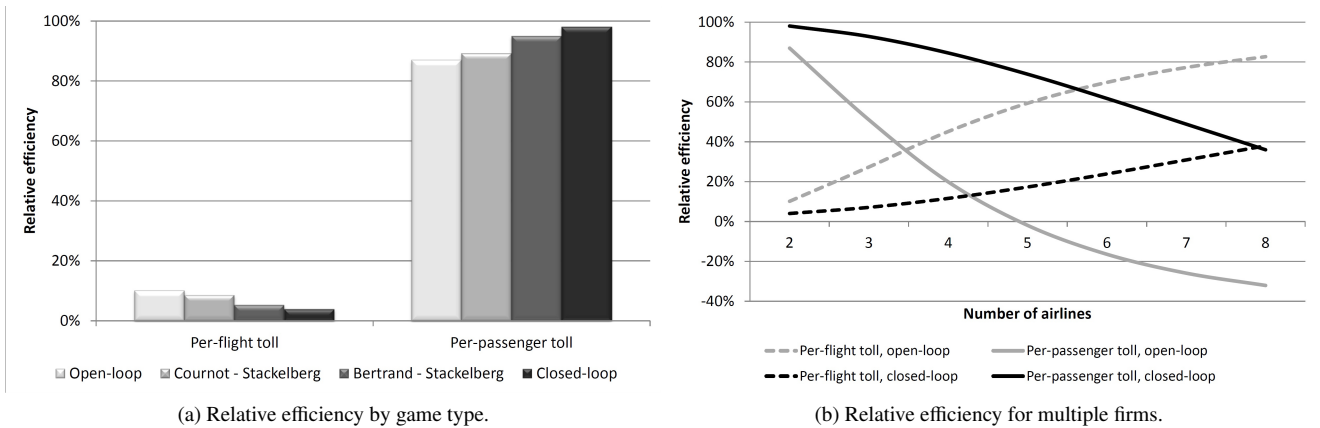 100%
80%
60%
40%
20%
0%
Relative efficiency
Per-flight toll
Per-passenger toll
Open-loop
Cournot - Stackelberg
Bertrand - Stackelberg
Closed-loop
(a) Relative efficiency by game type.
100%
80%
60%
40%
20%
0%
-20%
-40%
Relative efficiency
2 3 4 5 6 7 8
Number of airlines
Per-flight toll, open-loop
Per-passenger toll, open-loop
Per-flight toll, closed-loop
Per-passenger toll, closed-loop
(b) Relative efficiency for multiple firms.